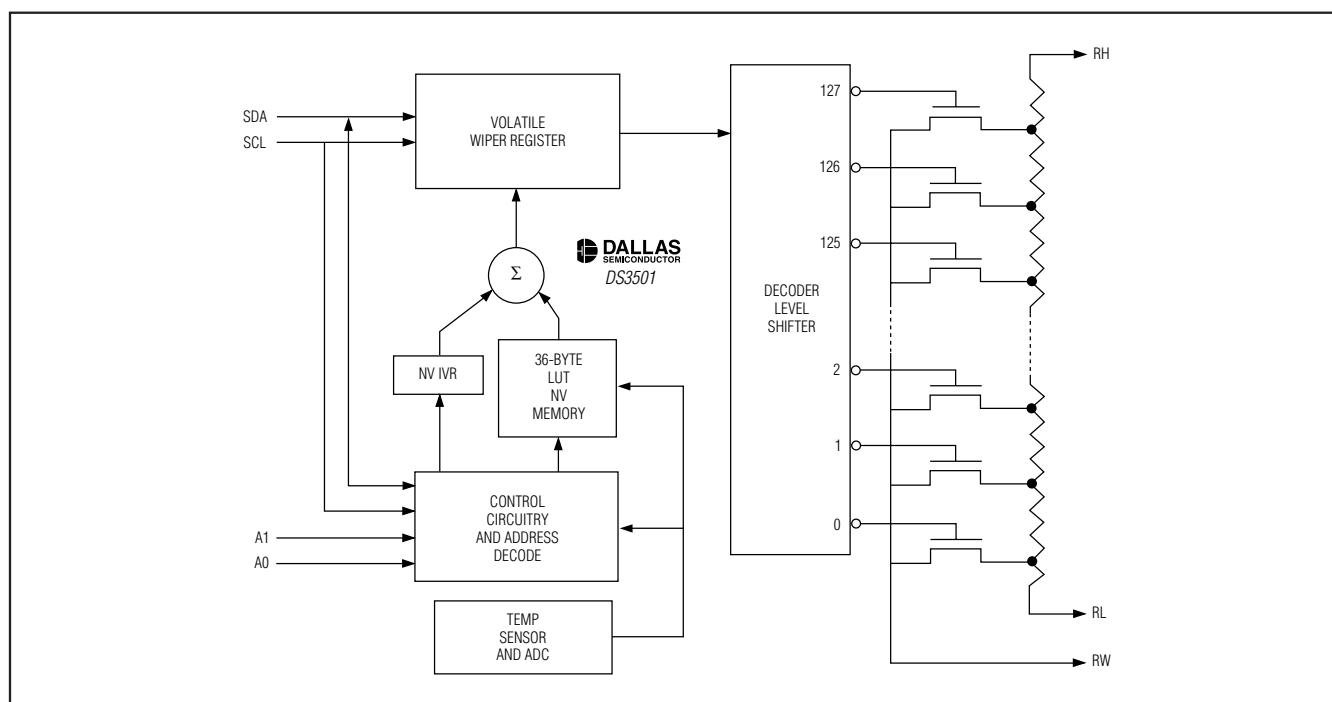 SDA
SCL
VOLATILE
WIPER REGISTER
Σ
DALLAS
SEMICONDUCTOR
DS3501
NV IVR
36-BYTE
LUT
NV
MEMORY
CONTROL
CIRCUITRY
AND ADDRESS
DECODE
A1
A0
TEMP
SENSOR
AND ADC
DECODER
LEVEL
SHIFTER
127
126
125
2
1
0
RH
RL
RW